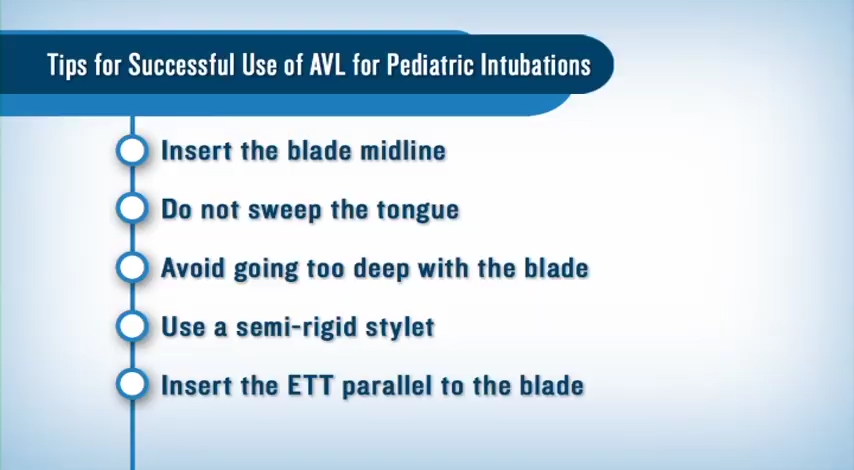 Tips for Successful Use of AVL for Pediatric Intubations
Insert the blade midline
Do not sweep the tongue
Avoid going too deep with the blade
Use a semi-rigid stylet
Insert the ETT parallel to the blade